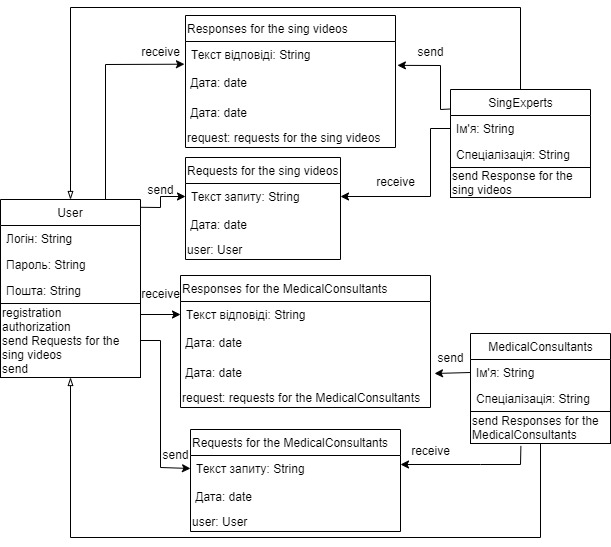 Responses for the sing videos
Текст відповіді: String
Дата: date
Дата: date
request: requests for the sing videos
receive
send
SingExperts
Ім'я: String
Спеціалізація: String
send Response for the
sing videos
receive
Requests for the sing videos
Текст запиту: String
Дата: date
user: User
send
User
Логін: String
Пароль: String
Пошта: String
registration
authorization
send Requests for the
sing videos
send
receive
Responses for the MedicalConsultants
Текст відповіді: String
Дата: date
Дата: date
request: requests for the MedicalConsultants
send
MedicalConsultants
Ім'я: String
Спеціалізація: String
send Responses for the
MedicalConsultants
receive
send
Requests for the MedicalConsultants
Текст запиту: String
Дата: date
user: User